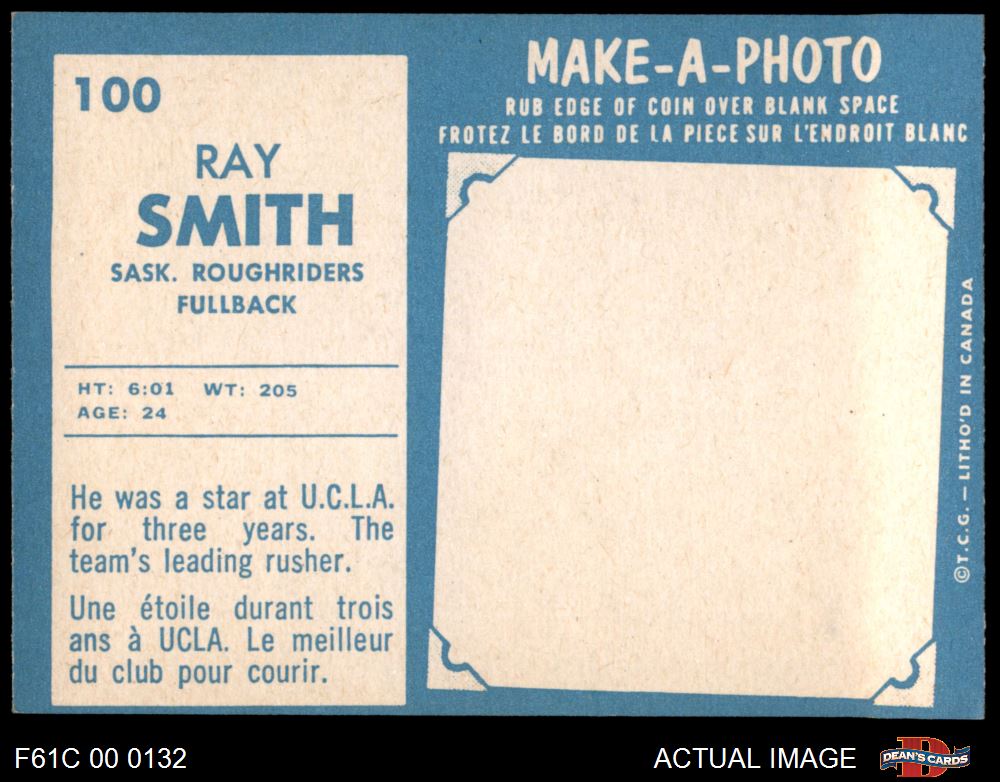 100
RAY
SMITH
SASK. ROUGHRIDERS
FULLBACK
HT: 6:01 WT: 205
AGE: 24
He was a star at U.C.L.A.
for three years. The
team's leading rusher.
Une étoile durant trois
ans à UCLA. Le meilleur
du club pour courir.
MAKE-A-PHOTO
RUB EDGE OF COIN OVER BLANK SPACE
FROTEZ LE BORD DE LA PIECE SUR L'ENDROIT BLANC
©T.C.G. – LITHO'D IN CANADA
F61C 00 0132
ACTUAL IMAGE
DEAN'S CARDS